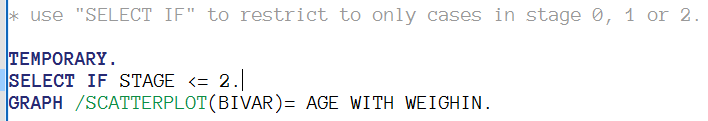 * use "SELECT IF" to restrict to only cases in stage 0, 1 or 2.
TEMPORARY.
SELECT IF STAGE <= 2.
GRAPH /SCATTERPLOT(BIVAR)= AGE WITH WEIGHIN.